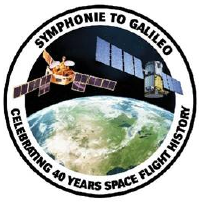 SYMPHONIE TO GALILEO
CELEBRATING 40 YEARS SPACE FLIGHT HISTORY